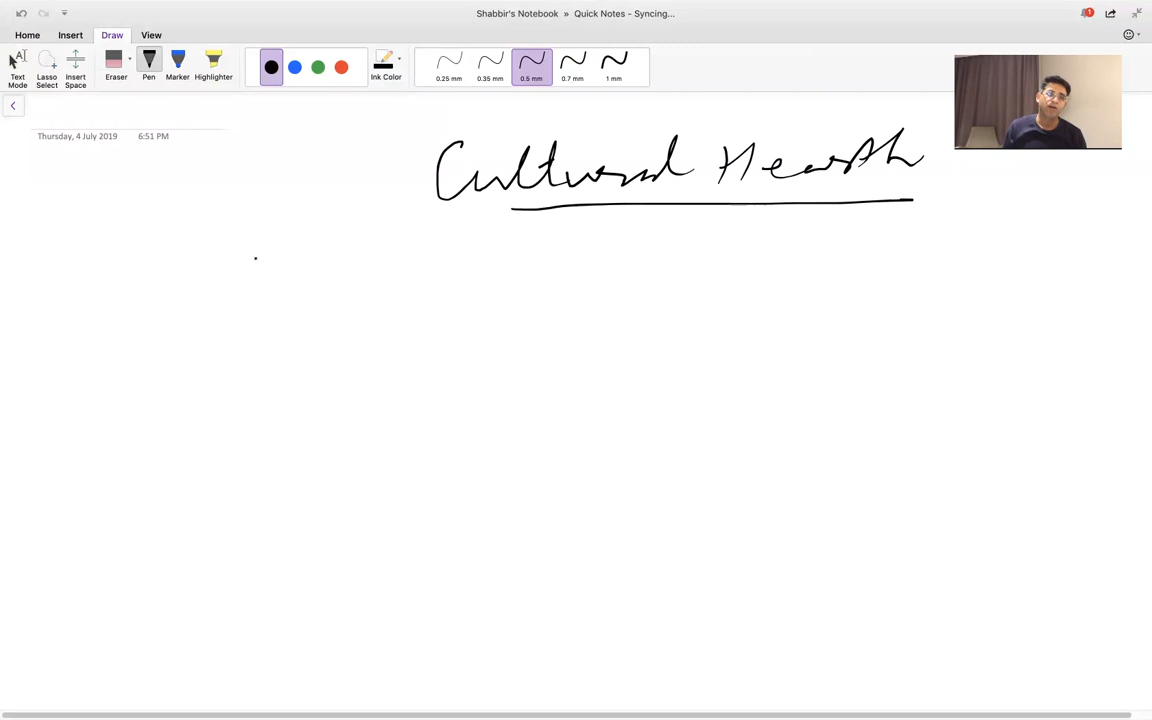 Shabbir's Notebook » Quick Notes - Syncing...
1
Home Insert Draw View
Text Mode
Lasso Select
Insert Space
Eraser
Pen
Marker
Highlighter
Ink Color
0.25 mm
0.35 mm
0.5 mm
0.7 mm
1 mm
Thursday, 4 July 2019 6:51 PM
Cultural Hearth